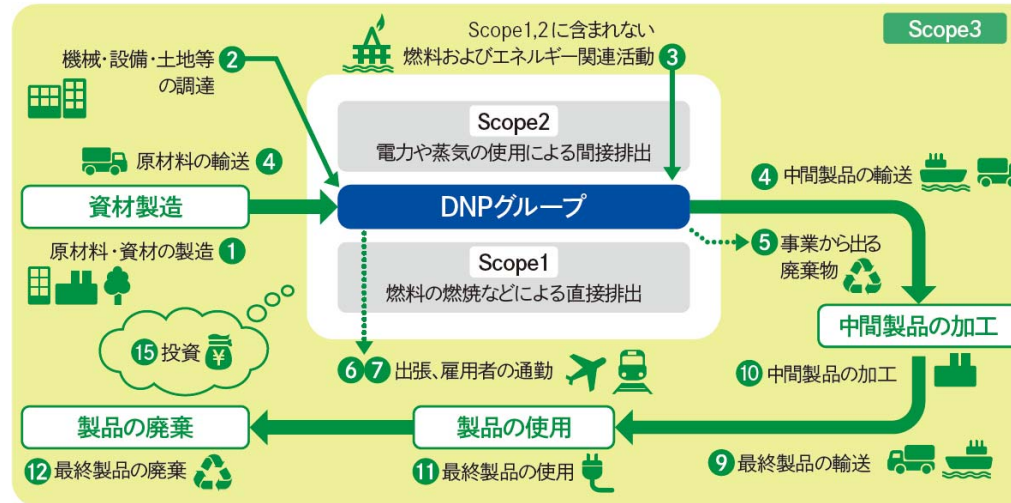 Scope3
Scope1,2に含まれない
燃料およびエネルギー関連活動 3
機械・設備・土地等 2
の調達
Scope2
電力や蒸気の使用による間接排出
原材料の輸送 4
4 中間製品の輸送
資材製造
DNPグループ
原材料・資材の製造 1
5 事業から出る
廃棄物
Scope1
燃料の燃焼などによる直接排出
中間製品の加工
15 投資 ¥
6 7 出張、雇用者の通勤
10 中間製品の加工
製品の廃棄
製品の使用
12 最終製品の廃棄
11 最終製品の使用
9 最終製品の輸送